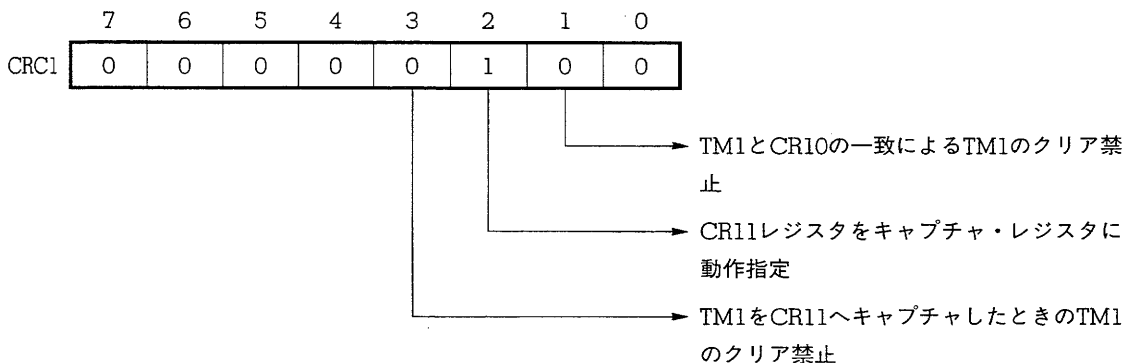 7 6 5 4 3 2 1 0
CRC1 0 0 0 0 0 1 0 0
TM1とCR10の一致によるTM1のクリア禁
止
CR11レジスタをキャプチャ・レジスタに
動作指定
TM1をCR11へキャプチャしたときのTM1
のクリア禁止